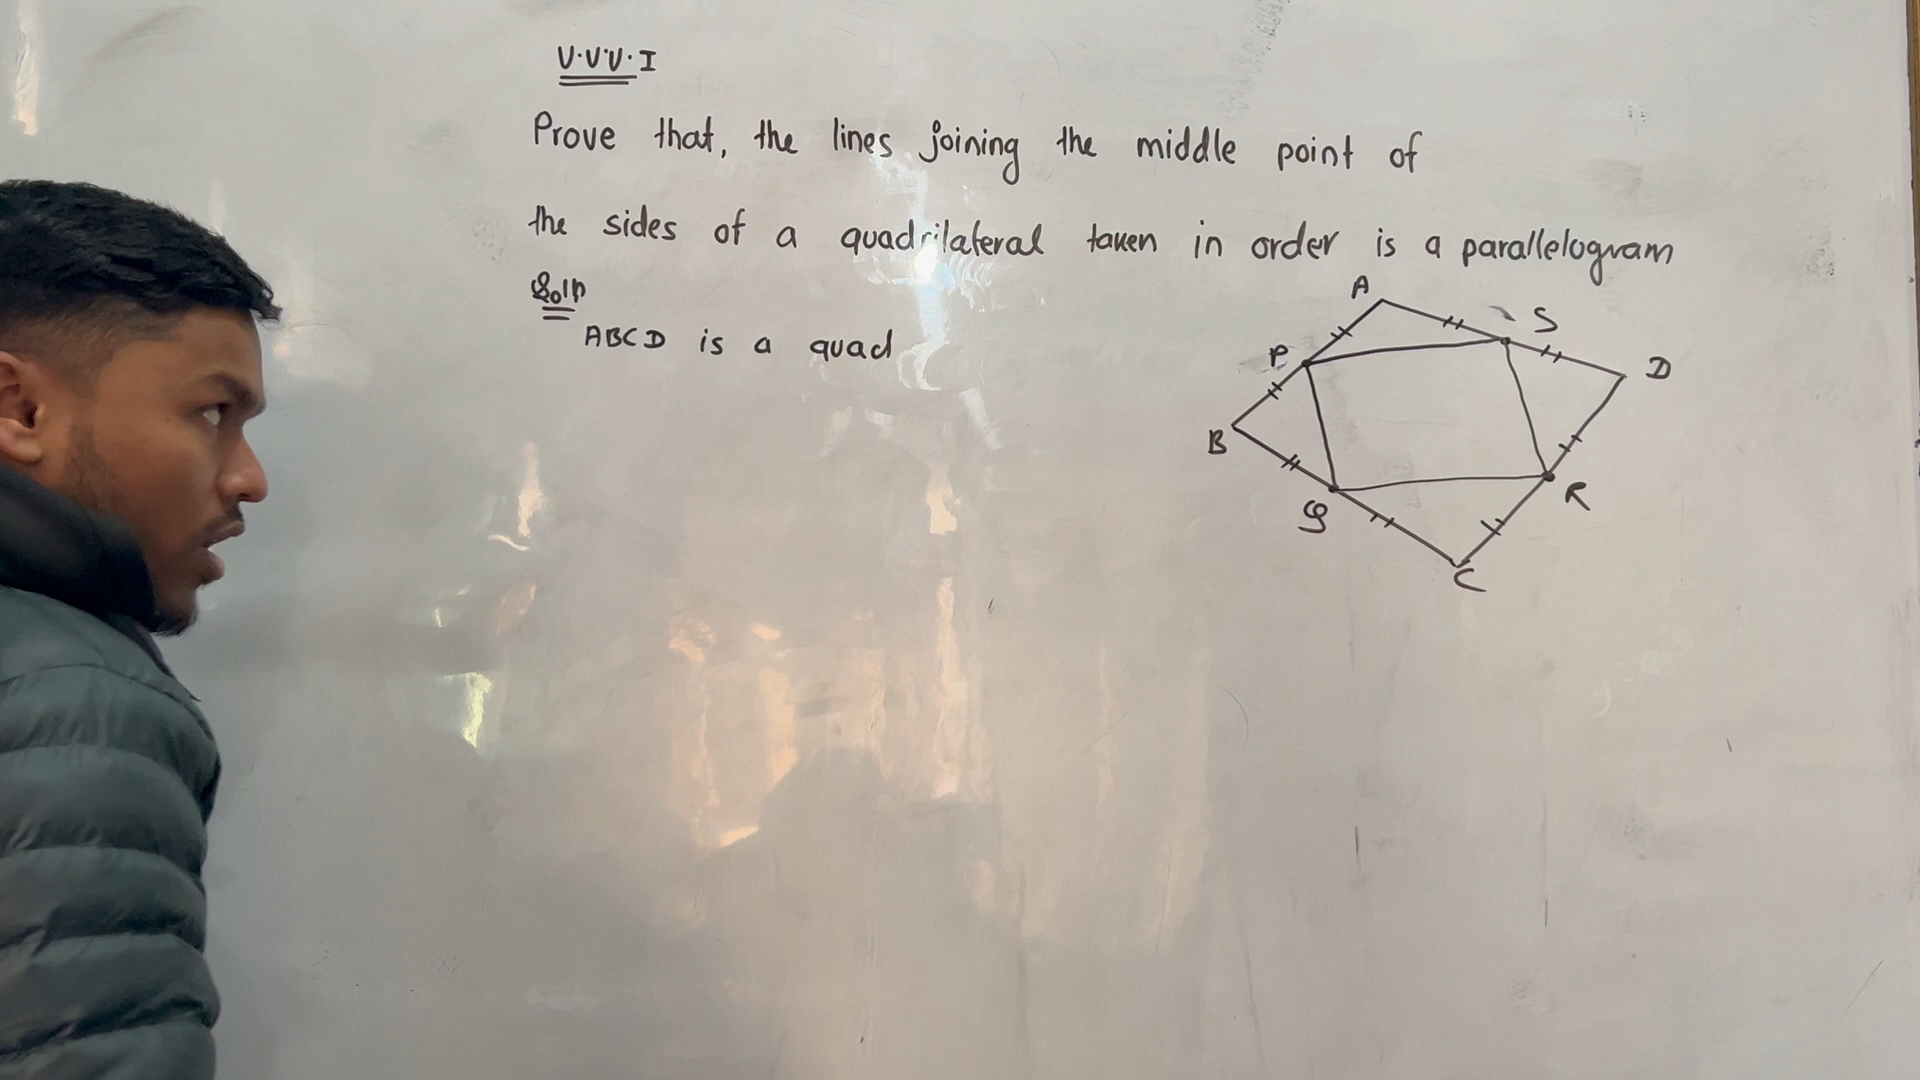 V.V.V.I
Prove that, the lines joining the middle point of
the sides of a quadrilateral taken in order is a parallelogram
Soln
ABCD is a quad
A
S
P
D
B
R
Q
C